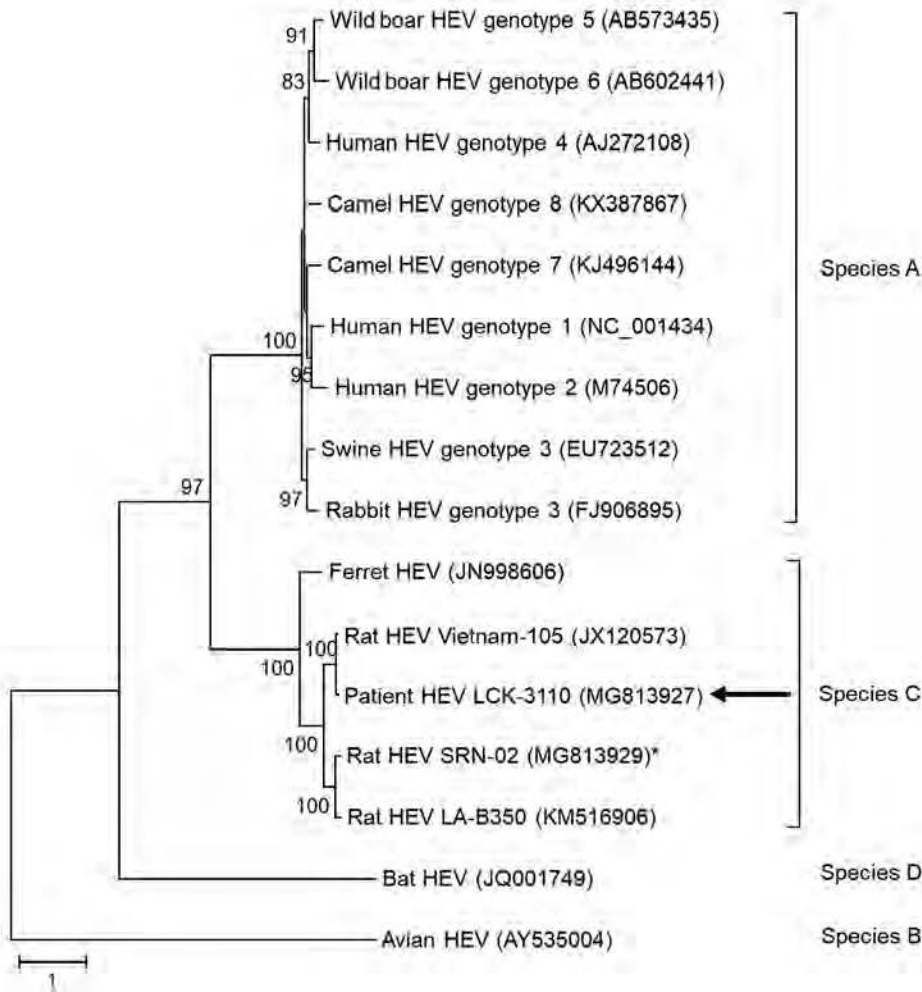 91
Wild boar HEV genotype 5 (AB573435)
83
Wild boar HEV genotype 6 (AB602441)
Human HEV genotype 4 (AJ272108)
Camel HEV genotype 8 (KX387867)
Camel HEV genotype 7 (KJ496144)
Species A
Human HEV genotype 1 (NC_001434)
100
95
Human HEV genotype 2 (M74506)
Swine HEV genotype 3 (EU723512)
97
97
Rabbit HEV genotype 3 (FJ906895)
Ferret HEV (JN998606)
100
Rat HEV Vietnam-105 (JX120573)
100
Patient HEV LCK-3110 (MG813927)
Species C
100
Rat HEV SRN-02 (MG813929)*
100
Rat HEV LA-B350 (KM516906)
Bat HEV (JQ001749)
Species D
Avian HEV (AY535004)
Species B
1